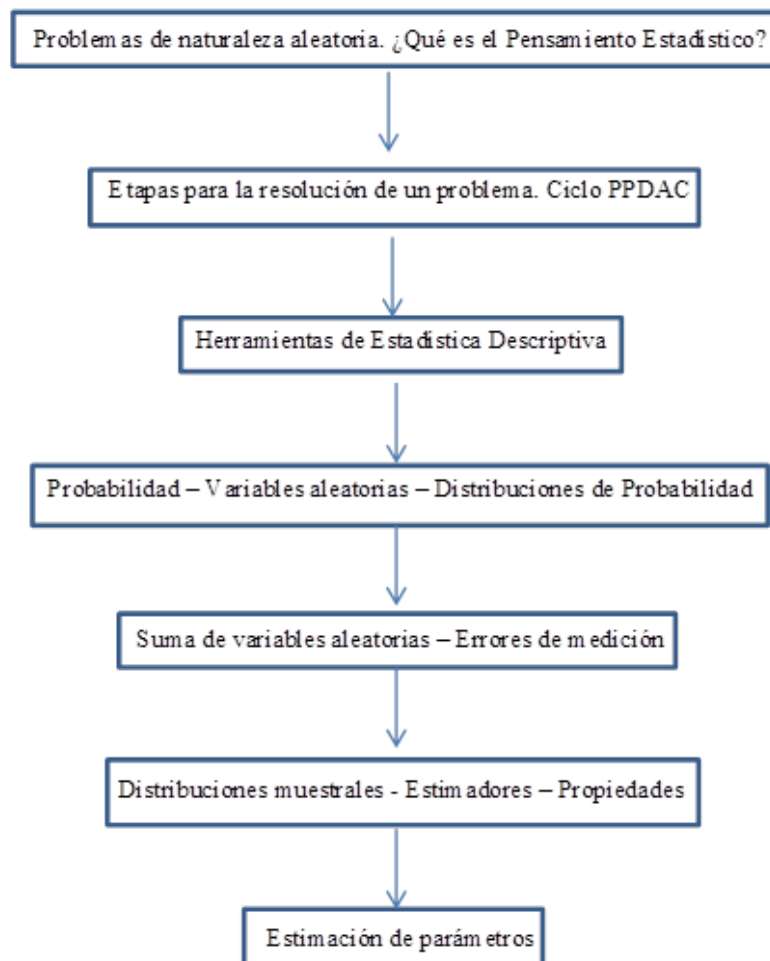 Problemas de naturaleza aleatoria. ¿Qué es el Pensamiento Estadístico?
Etapas para la resolución de un problema. Ciclo PPDAC
Herramientas de Estadística Descriptiva
Probabilidad – Variables aleatorias – Distribuciones de Probabilidad
Suma de variables aleatorias – Errores de medición
Distribuciones muestrales - Estimadores – Propiedades
Estimación de parámetros